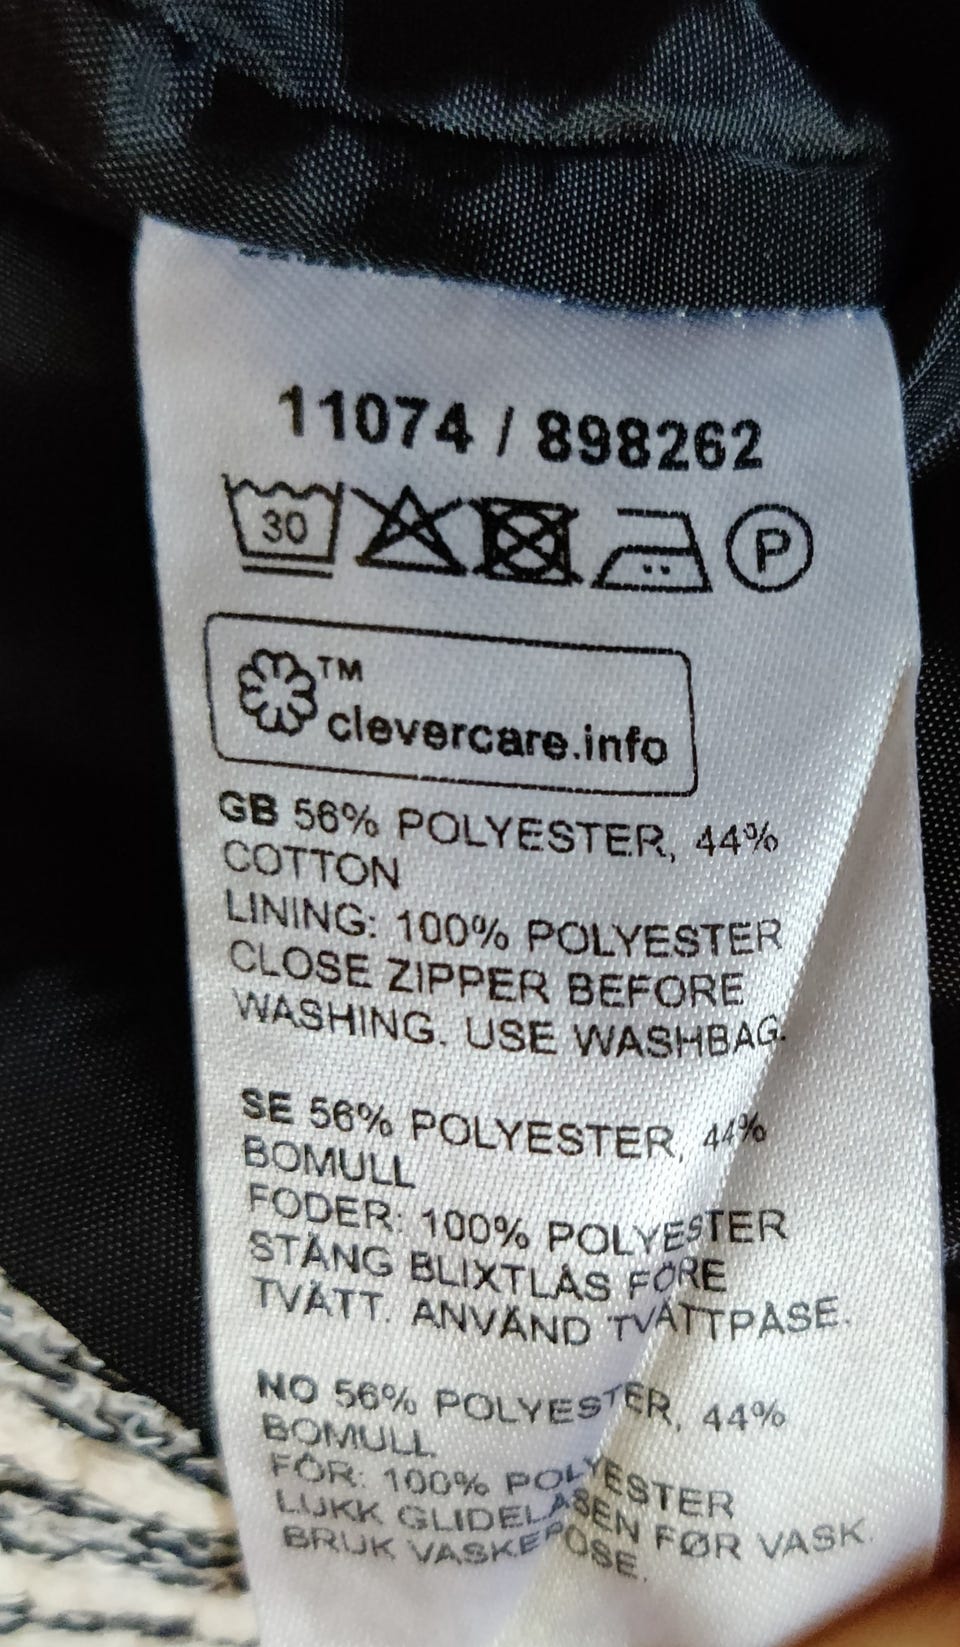 11074 / 898262
30
P
TM
clevercare.info
GB 56% POLYESTER, 44%
COTTON
LINING: 100% POLYESTER
CLOSE ZIPPER BEFORE
WASHING. USE WASHBAG.
SE 56% POLYESTER, 44%
BOMULL
FODER: 100% POLYESTER
STÄNG BLIXTLÅS FÖRE
TVÄTT. ANVÄND TVÄTTPÅSE.
NO 56% POLYESTER, 44%
BOMULL
FÔR: 100% POLYESTER
LUKK GLIDELÅSEN FØR VASK.
BRUK VASKEPOSE.